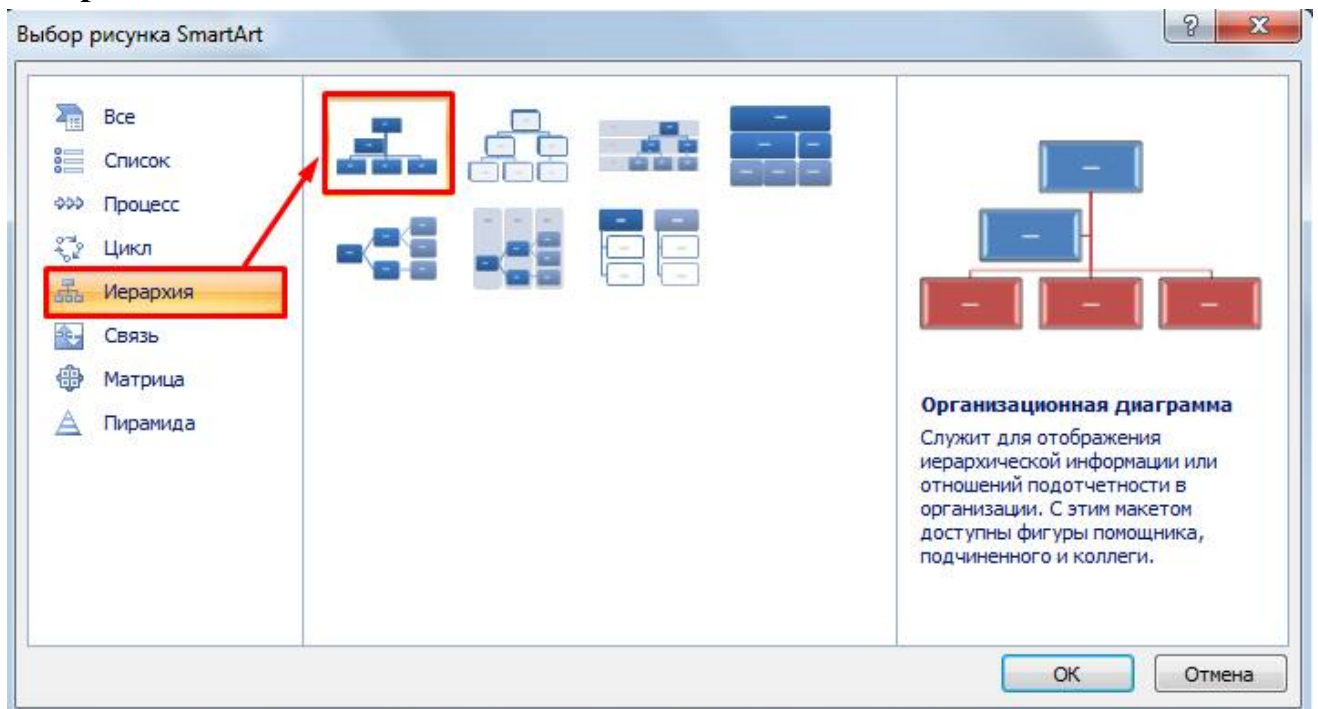 Выбор рисунка SmartArt
Все
Список
Процесс
Цикл
Иерархия
Связь
Матрица
Пирамида
Организационная диаграмма
Служит для отображения
иерархической информации или
отношений подотчетности в
организации. С этим макетом
доступны фигуры помощника,
подчиненного и коллеги.
ОК
Отмена